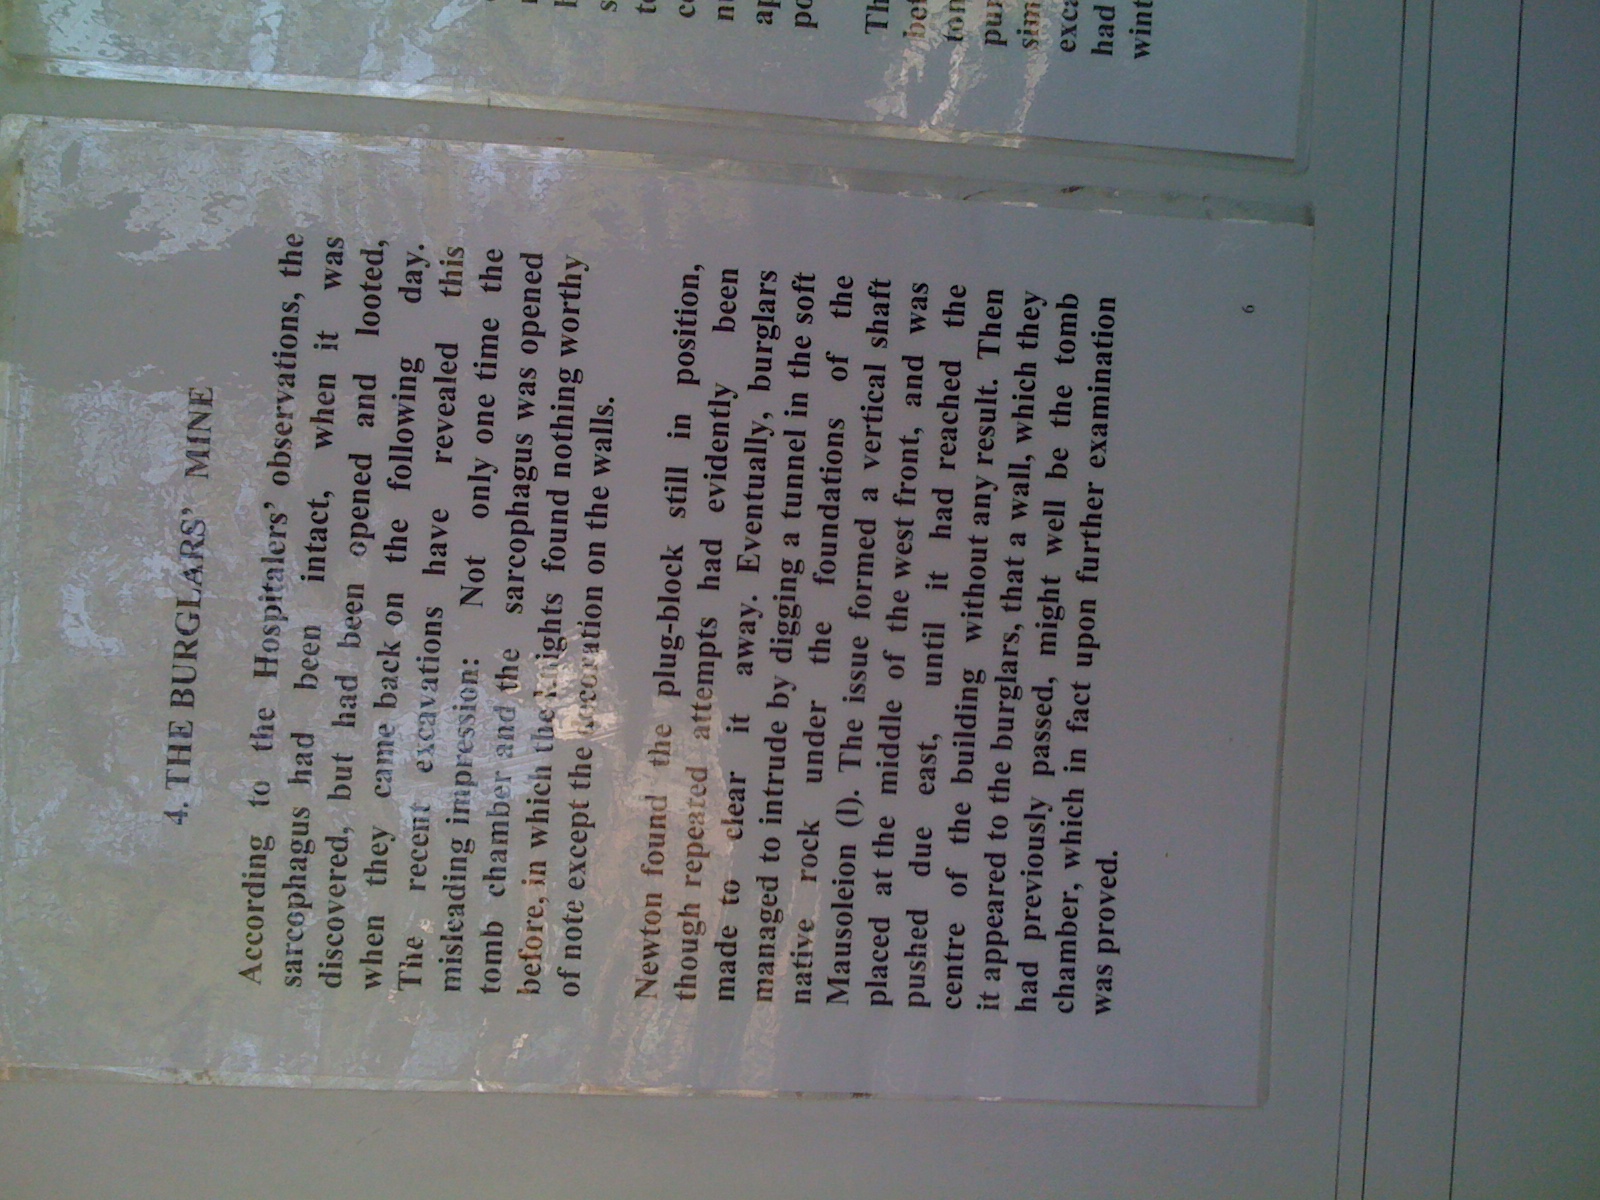 4. THE BURGLARS' MINE
According to the Hospitalers' observations, the
sarcophagus had been intact, when it was
discovered, but had been opened and looted,
when they came back on the following day.
The recent excavations have revealed this
misleading impression: Not only one time the
tomb chamber and the sarcophagus was opened
before, in which the knights found nothing worthy
of note except the decoration on the walls.
Newton found the plug-block still in position,
though repeated attempts had evidently been
made to clear it away. Eventually, burglars
managed to intrude by digging a tunnel in the soft
native rock under the foundations of the
Mausoleion (l). The issue formed a vertical shaft
placed at the middle of the west front, and was
pushed due east, until it had reached the
centre of the building without any result. Then
it appeared to the burglars, that a wall, which they
had previously passed, might well be the tomb
chamber, which in fact upon further examination
was proved.
6
Th
bef
tom
pur
sim
exca
had
wint